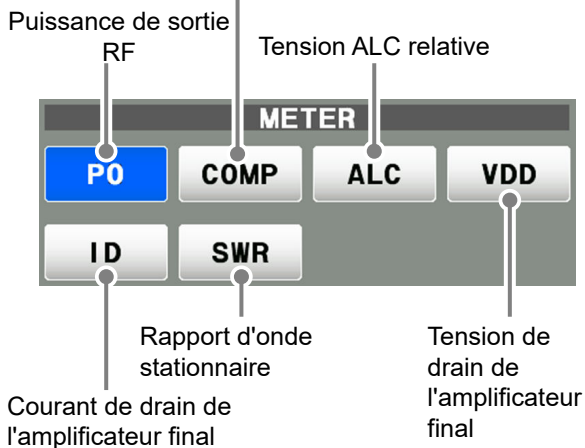 Puissance de sortie
RF
Tension ALC relative
METER
PO
COMP
ALC
VDD
ID
SWR
Rapport d'onde
stationnaire
Tension de
drain de
l'amplificateur
final
Courant de drain de
l'amplificateur final